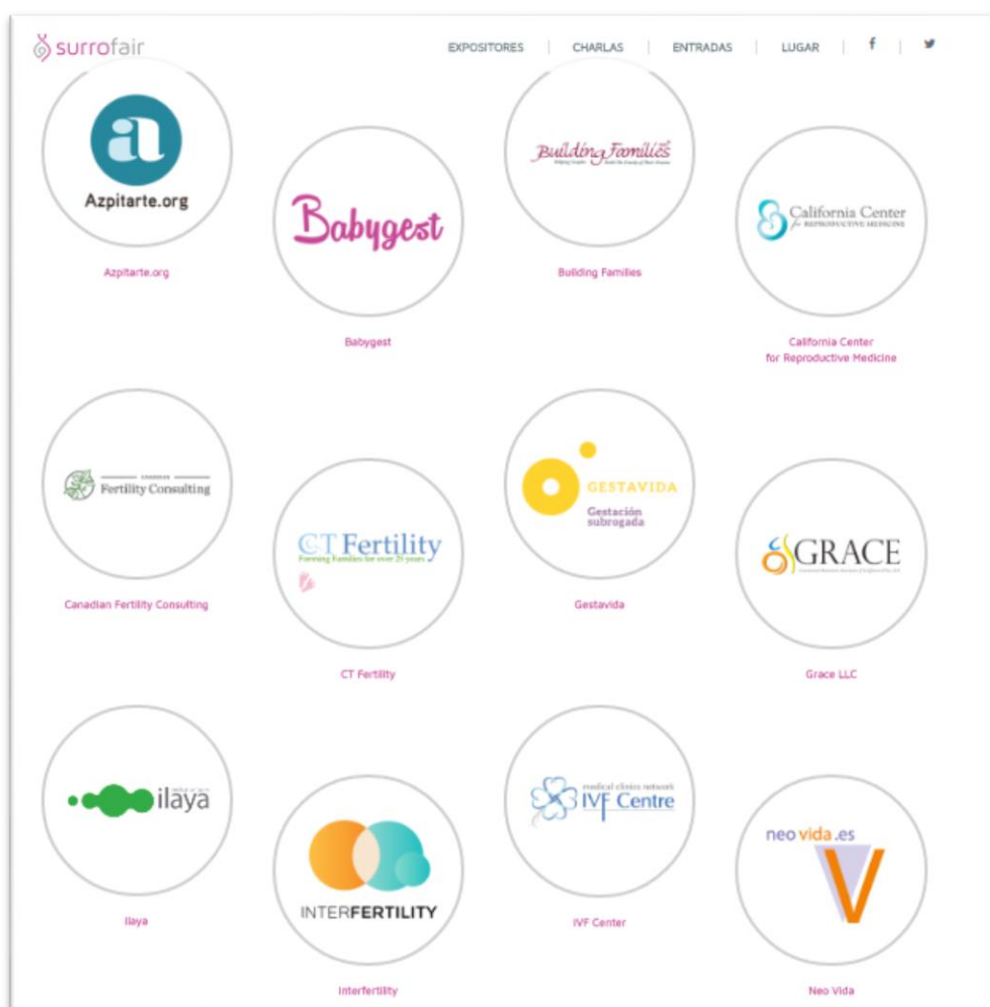 surrofair
EXPOSITORES | CHARLAS | ENTRADAS | LUGAR | f |
a
Azpitarte.org
Azpitarte.org
Babygest
Babygest
Building Families
Building Families
California Center
for REPRODUCTIVE MEDICINE
California Center
for Reproductive Medicine
CANADIAN
Fertility Consulting
Canadian Fertility Consulting
CT Fertility
Forming Families for over 25 years
CT Fertility
GESTAVIDA
Gestación
subrogada
Gestavida
GRACE
Grace LLC
ilaya
Ilaya
INTERFERTILITY
Interfertility
medical clinics network
IVF Centre
IVF Center
neo vida.es
V
Neo Vida